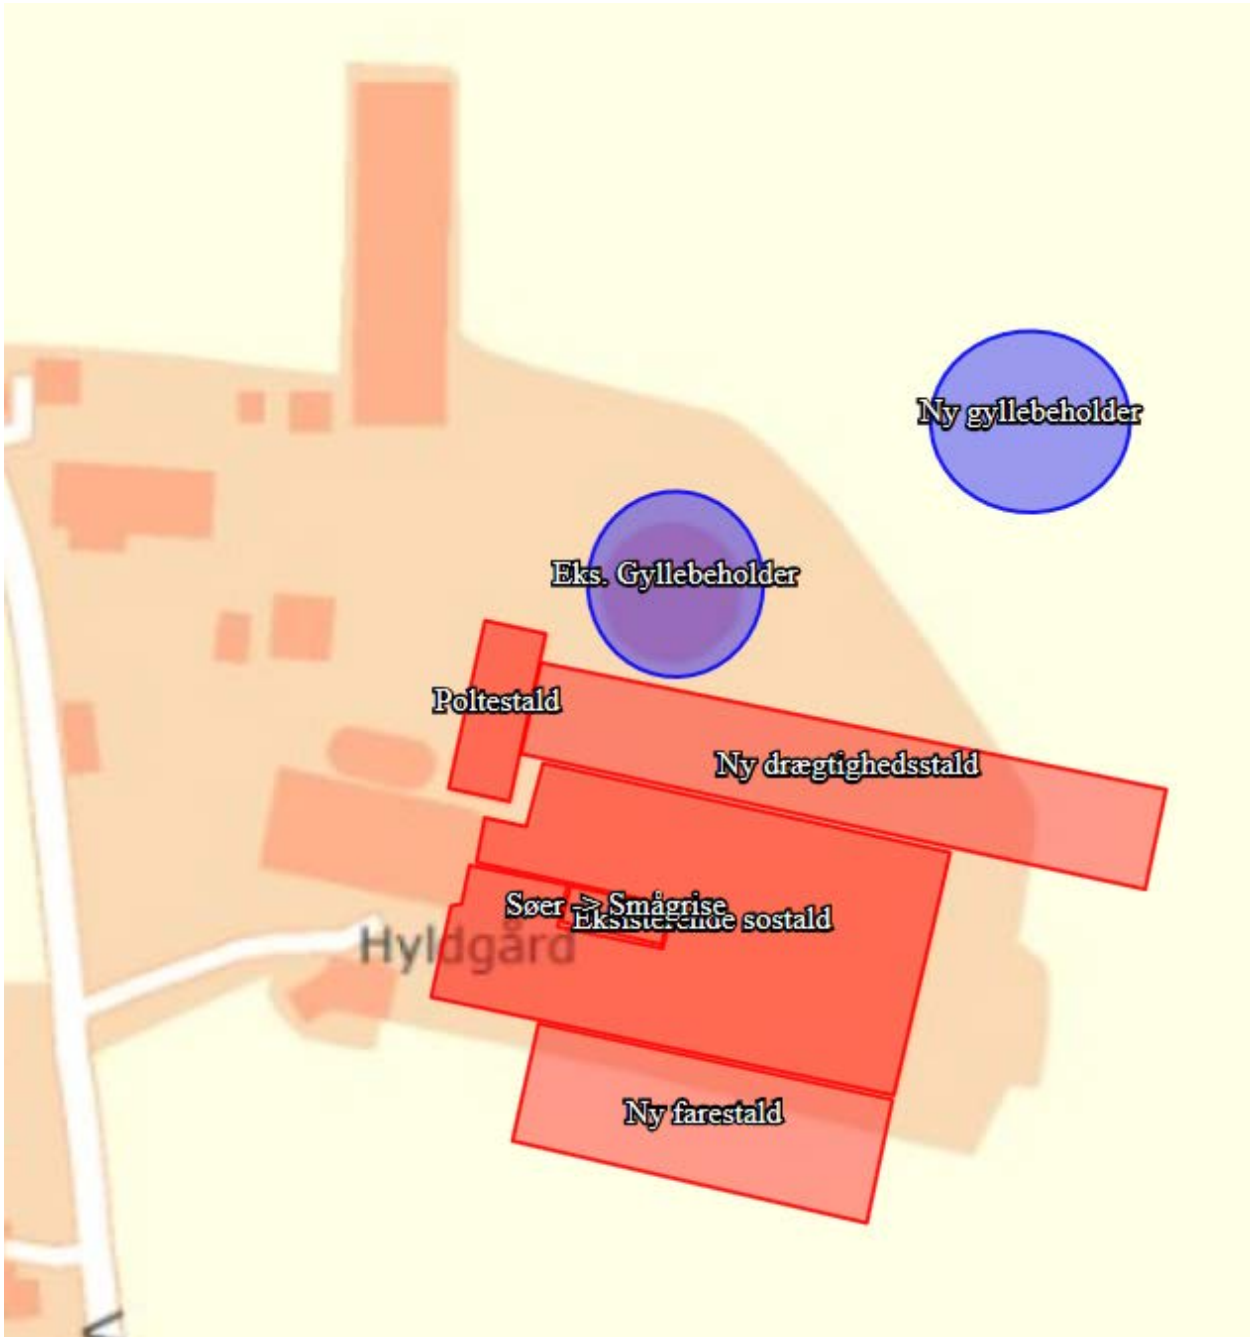 Ny gyllebeholder
Eks. Gyllebeholder
Poltestald
Ny drægtighedsstald
Søer -> Smågrise
Eksisterende sostald
Hyldgård
Ny farestald